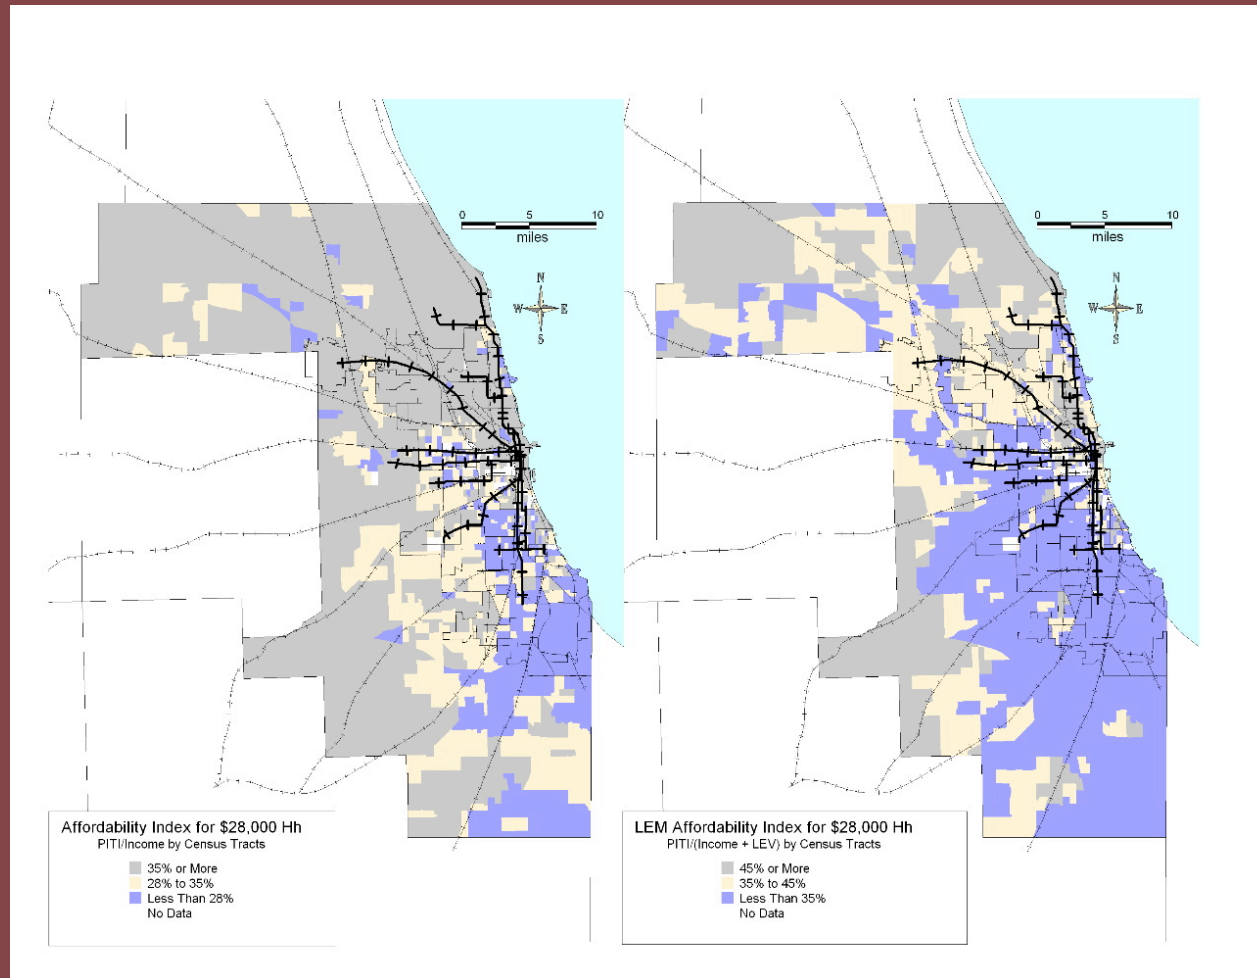 0 5 10
miles
N
W E
S
0 5 10
miles
N
W E
S
Affordability Index for $28,000 Hh
PITI/Income by Census Tracts
35% or More
28% to 35%
Less Than 28%
No Data
LEM Affordability Index for $28,000 Hh
PITI/(Income + LEV) by Census Tracts
45% or More
35% to 45%
Less Than 35%
No Data